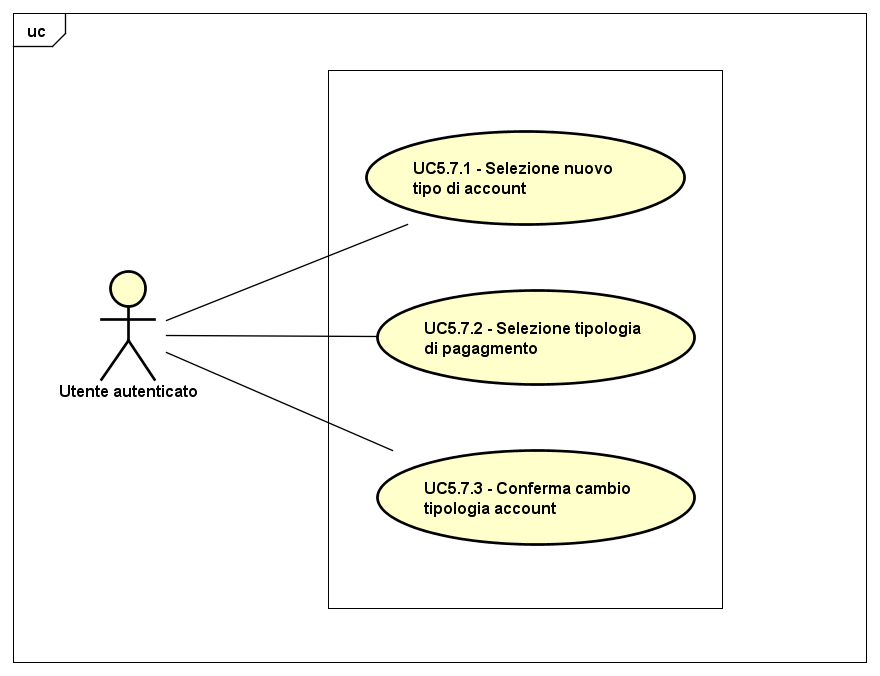 uc
UC5.7.1 - Selezione nuovo
tipo di account
UC5.7.2 - Selezione tipologia
di pagagmento
Utente autenticato
UC5.7.3 - Conferma cambio
tipologia account